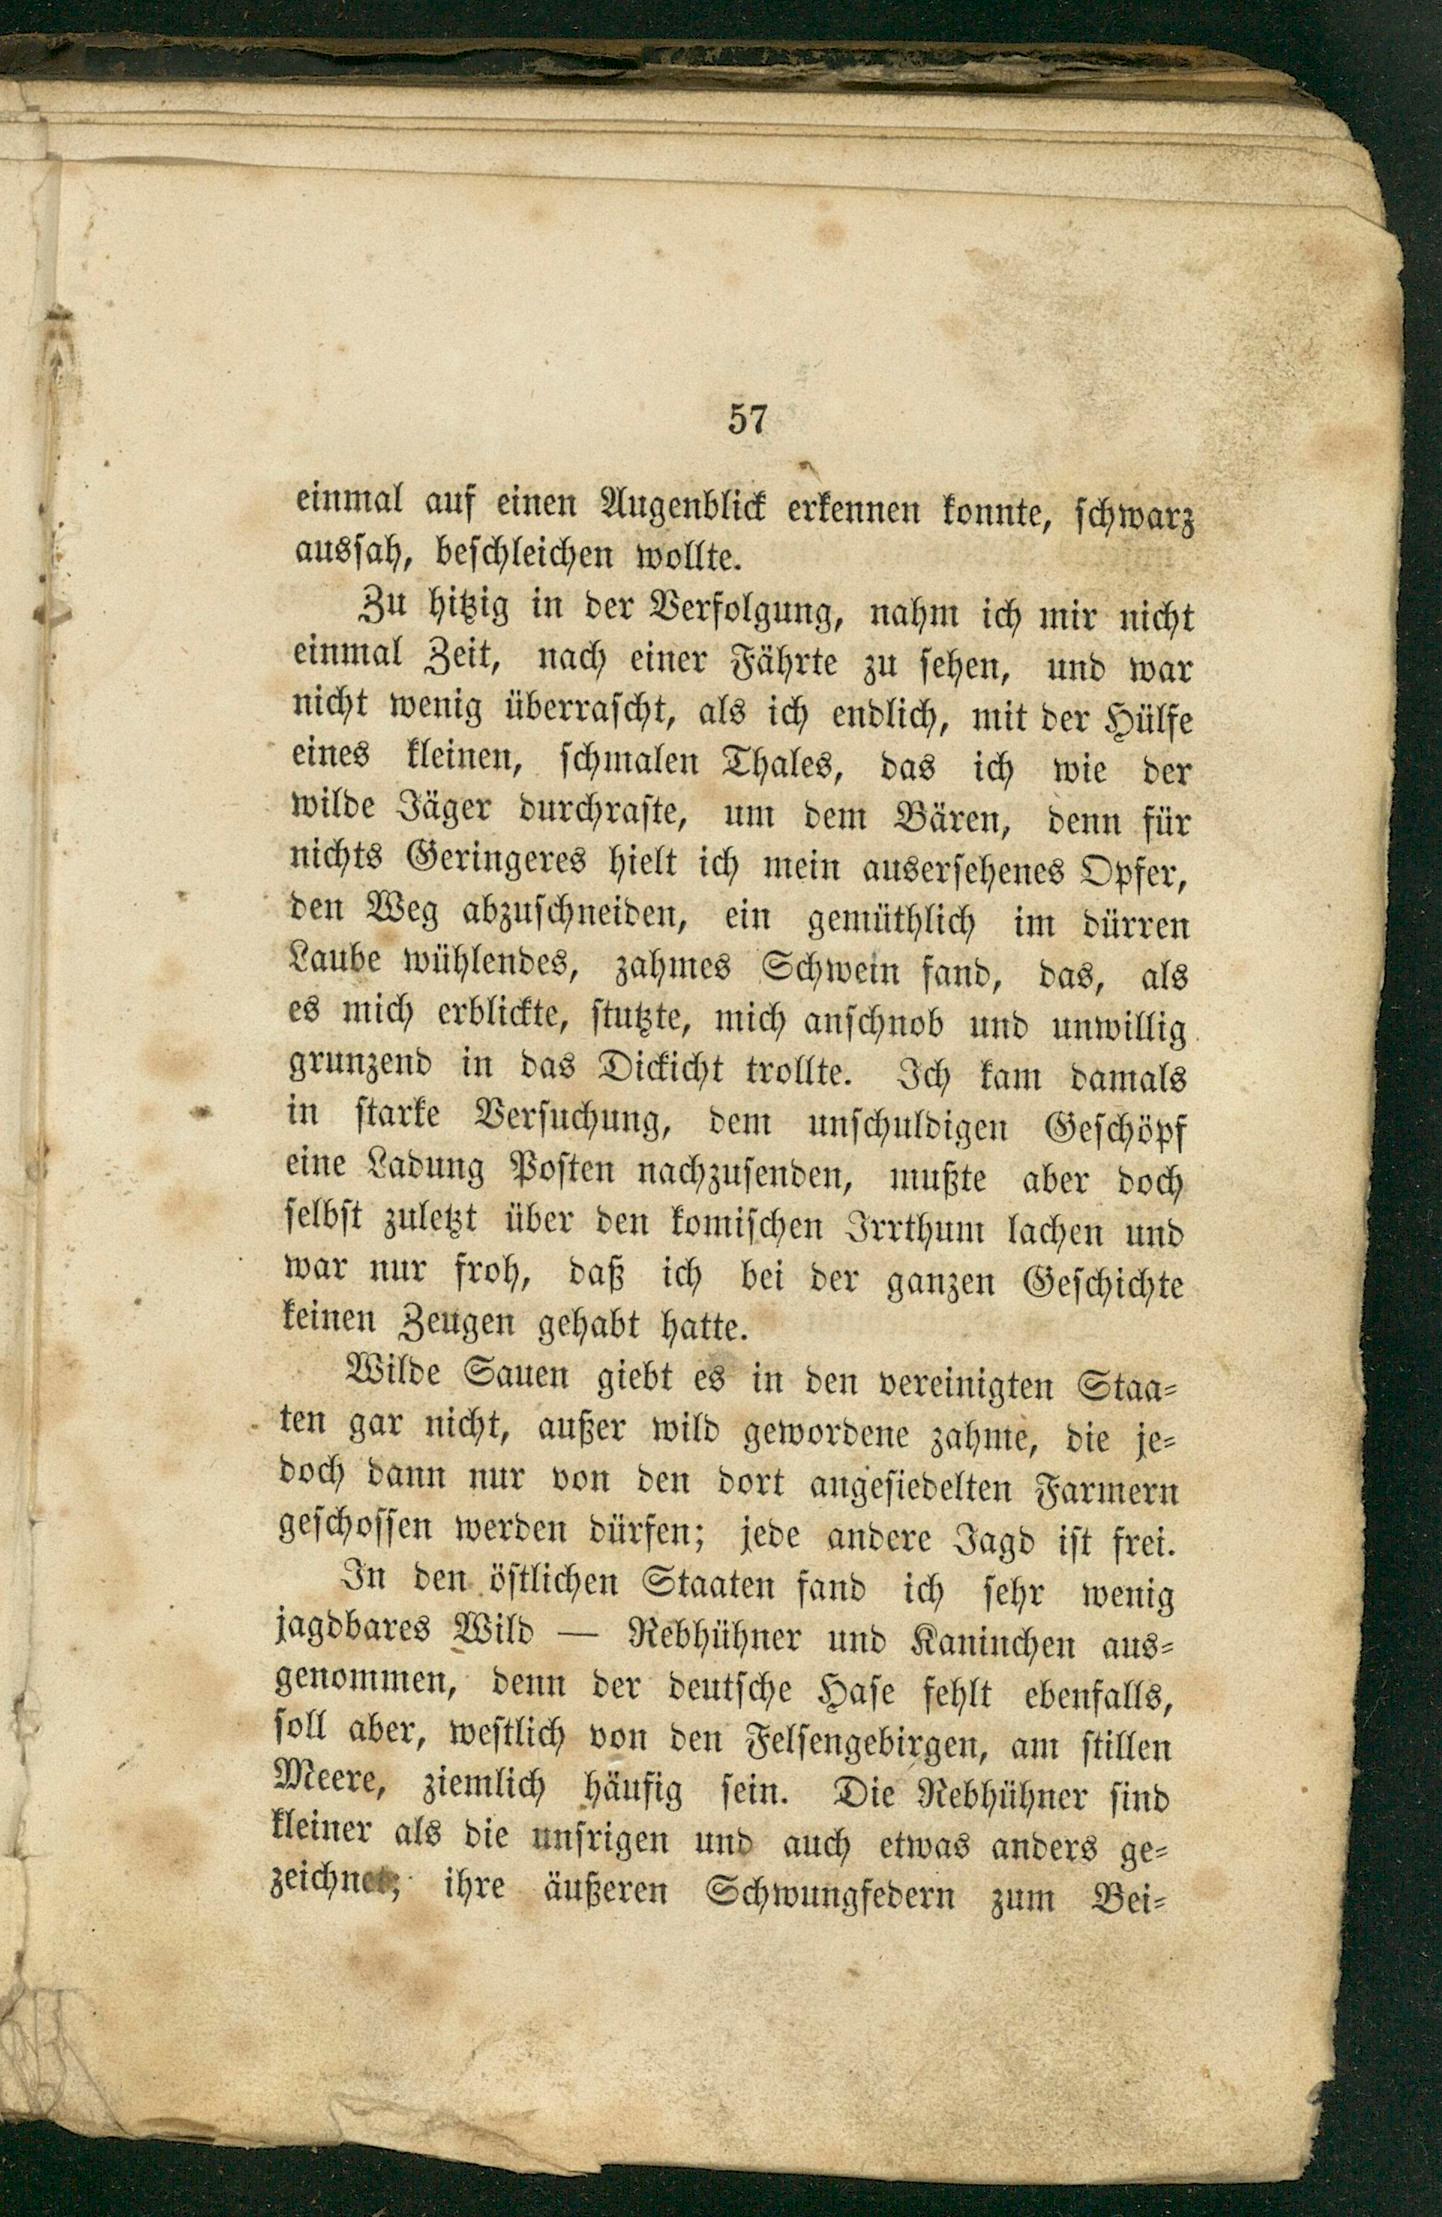 57
einmal auf einen Augenblick erkennen konnte, schwarz
aussah, beschleichen wollte.
Zu hitzig in der Verfolgung, nahm ich mir nicht
einmal Zeit, nach einer Fährte zu sehen, und war
nicht wenig überrascht, als ich endlich, mit der Hülfe
eines kleinen, schmalen Thales, das ich wie der
wilde Jäger durchraste, um dem Bären, denn für
nichts Geringeres hielt ich mein ausersehenes Opfer,
den Weg abzuschneiden, ein gemüthlich im dürren
Laube wühlendes, zahmes Schwein fand, das, als
es mich erblickte, stutzte, mich anschnob und unwillig
grunzend in das Dickicht trollte. Ich kam damals
in starke Versuchung, dem unschuldigen Geschöpf
eine Ladung Posten nachzusenden, mußte aber doch
selbst zuletzt über den komischen Irrthum lachen und
war nur froh, daß ich bei der ganzen Geschichte
keinen Zeugen gehabt hatte.
Wilde Sauen giebt es in den vereinigten Staa-
ten gar nicht, außer wild gewordene zahme, die je-
doch dann nur von den dort angesiedelten Farmern
geschossen werden dürfen; jede andere Jagd ist frei.
In den östlichen Staaten fand ich sehr wenig
jagdbares Wild — Rebhühner und Kaninchen aus-
genommen, denn der deutsche Hase fehlt ebenfalls,
soll aber, westlich von den Felsengebirgen, am stillen
Meere, ziemlich häufig sein. Die Rebhühner sind
kleiner als die unsrigen und auch etwas anders ge-
zeichnet; ihre äußeren Schwungfedern zum Bei-